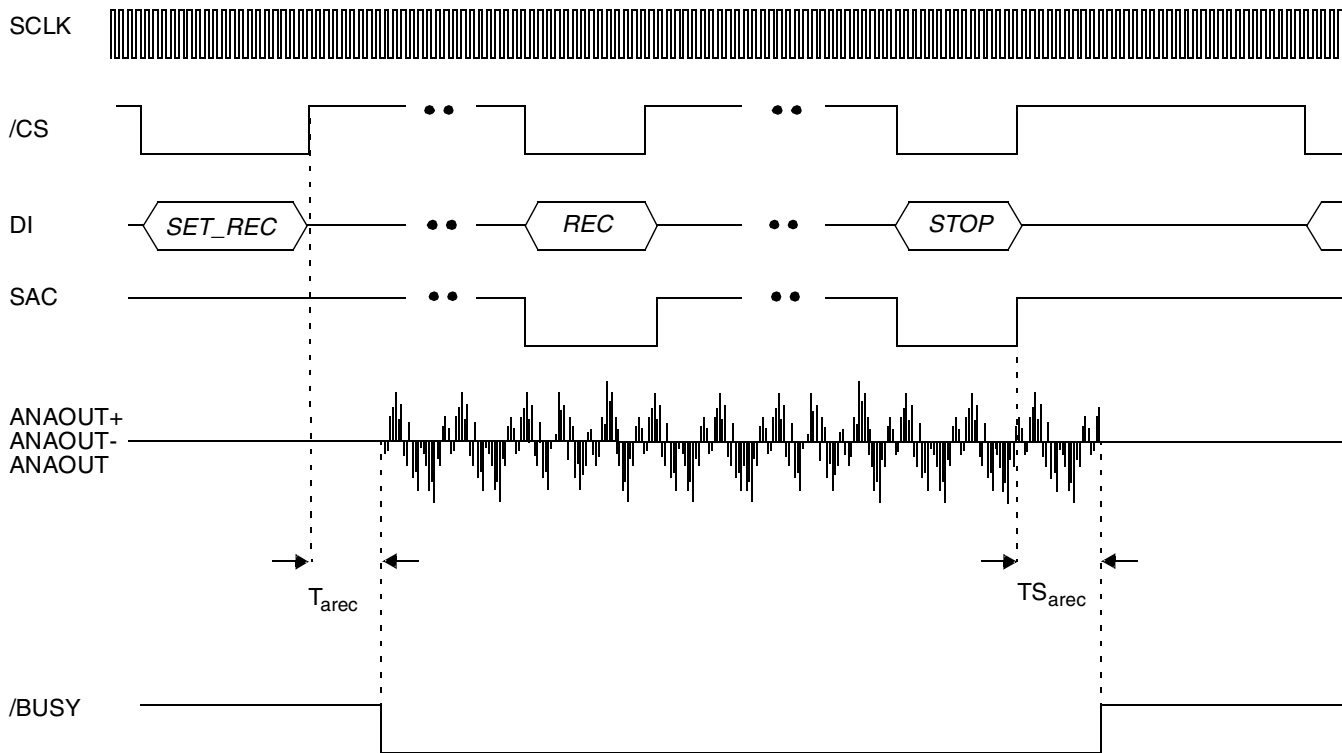 SCLK
/CS
DI
SET_REC
REC
STOP
SAC
ANAOUT+
ANAOUT-
ANAOUT
Tarec
TSarec
/BUSY